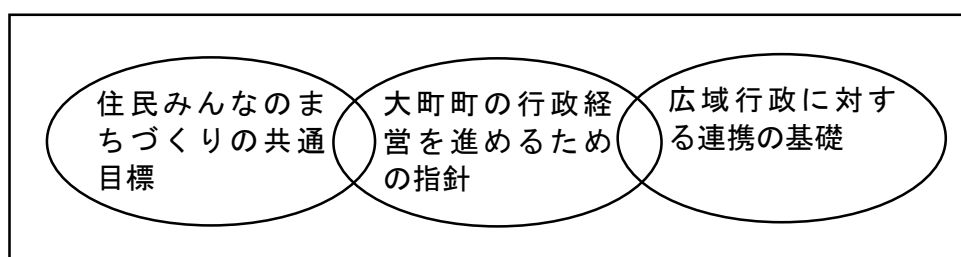 住民みんなのま
ちづくりの共通
目標
大町町の行政経
営を進めるため
の指針
広域行政に対す
る連携の基礎